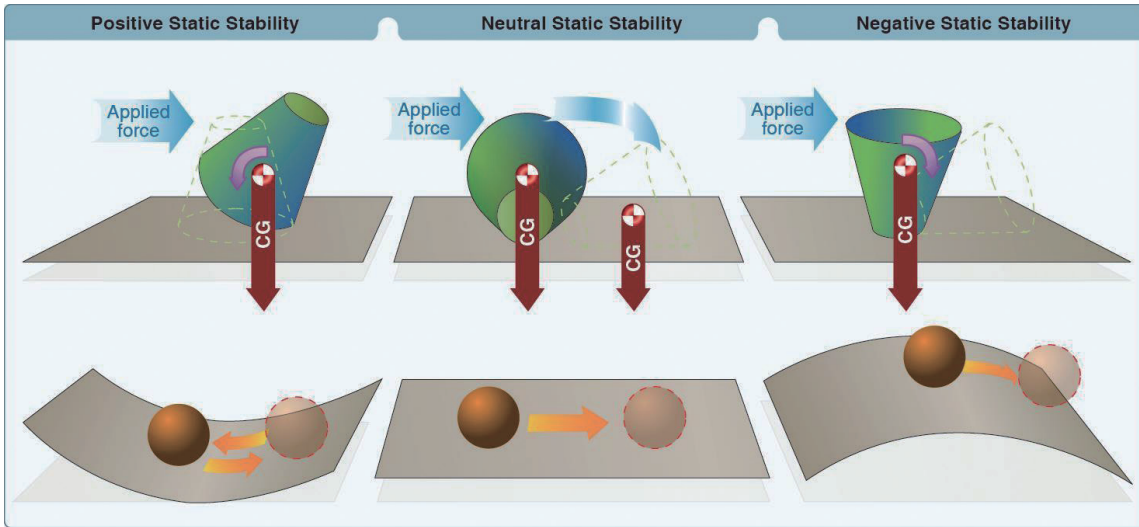 Positive Static Stability
Neutral Static Stability
Negative Static Stability
Applied
force
Applied
force
Applied
force
CG
CG
CG
CG